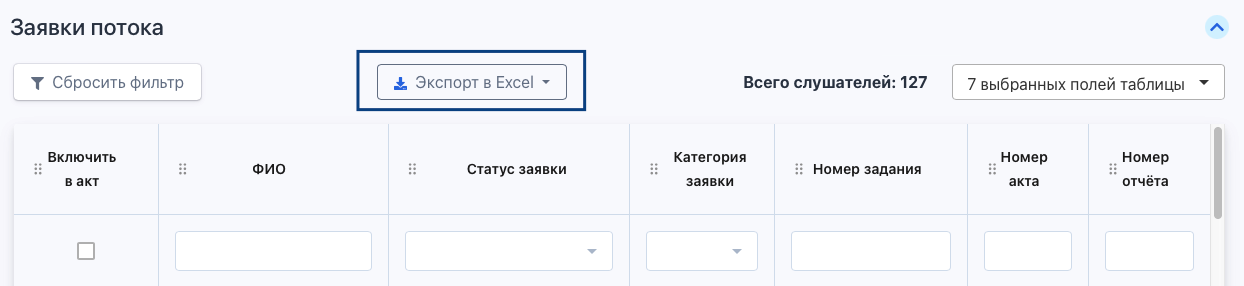 Заявки потока
Сбросить фильтр
Экспорт в Excel
Всего слушателей: 127
7 выбранных полей таблицы
Включить
в акт
ФИО
Статус заявки
Категория
заявки
Номер задания
Номер
акта
Номер
отчёта